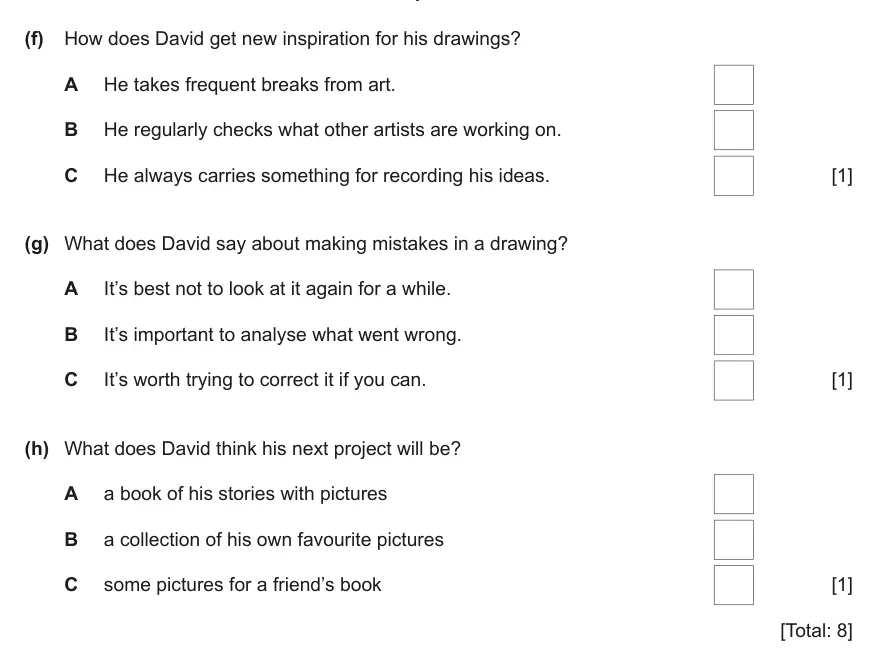 (f) How does David get new inspiration for his drawings?
A He takes frequent breaks from art.
B He regularly checks what other artists are working on.
C He always carries something for recording his ideas. [1]
(g) What does David say about making mistakes in a drawing?
A It’s best not to look at it again for a while.
B It’s important to analyse what went wrong.
C It’s worth trying to correct it if you can. [1]
(h) What does David think his next project will be?
A a book of his stories with pictures
B a collection of his own favourite pictures
C some pictures for a friend’s book [1]
[Total: 8]